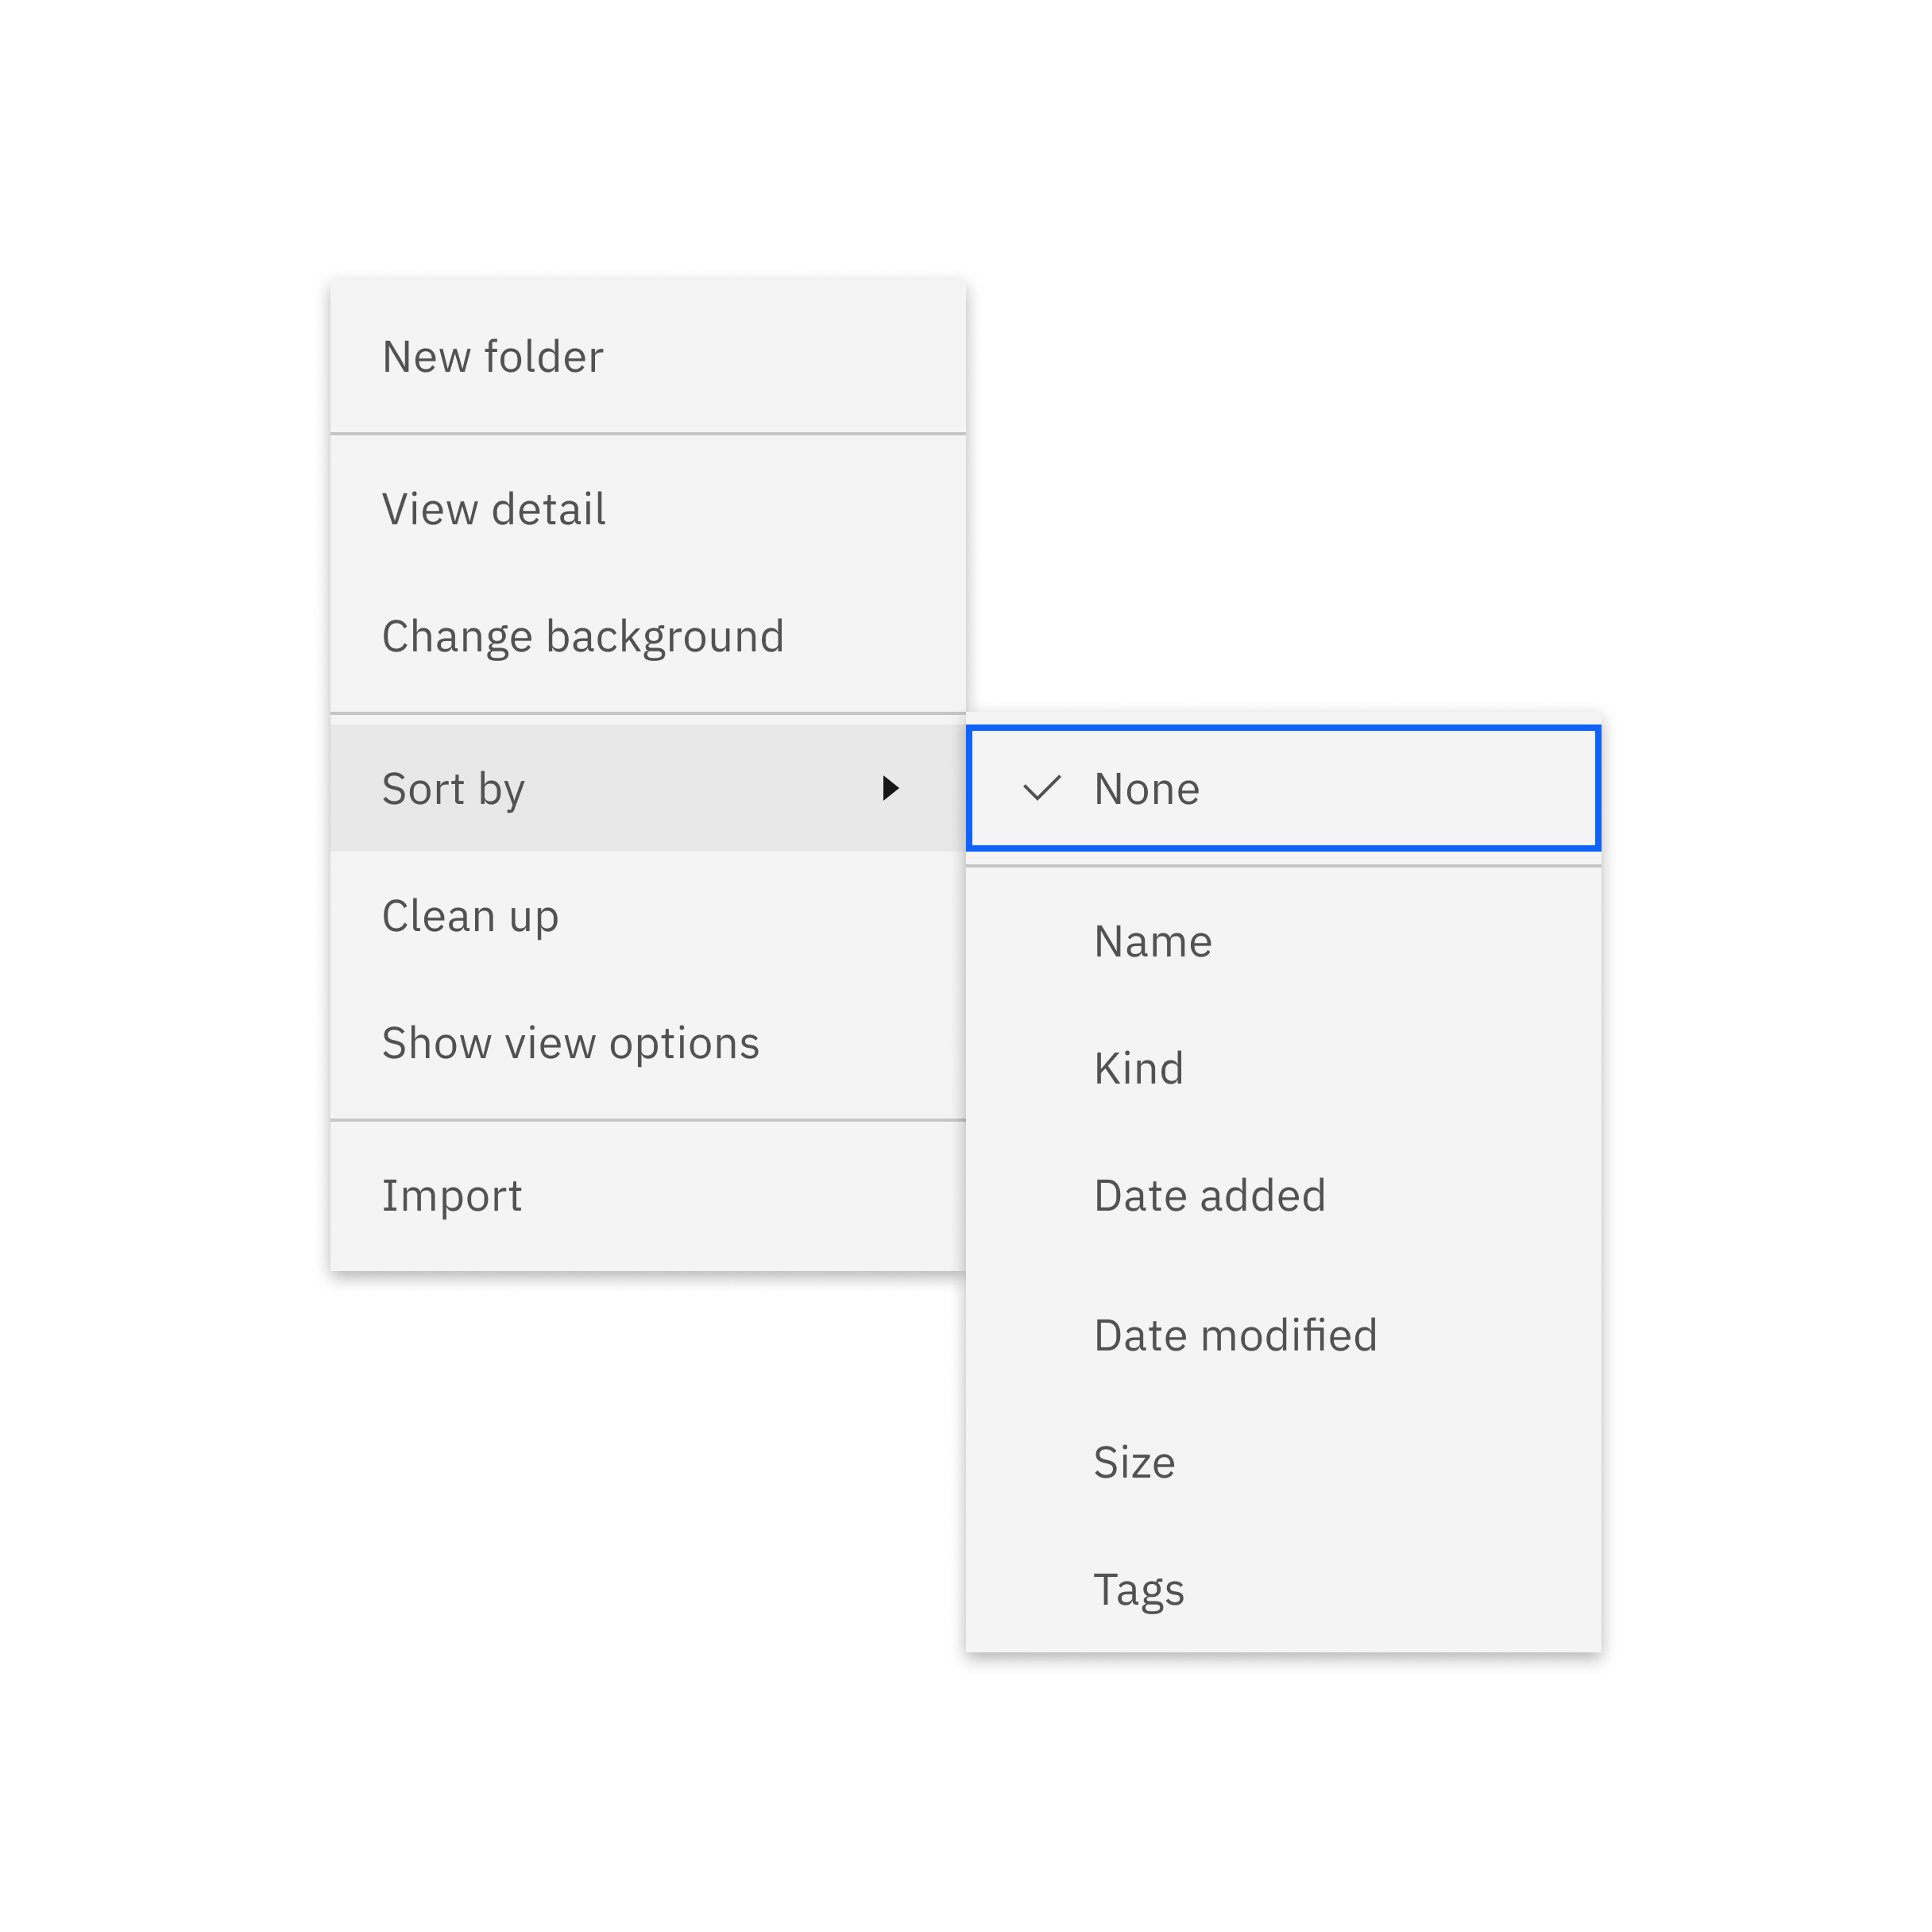 New folder
View detail
Change background
Sort by
Clean up
Show view options
Import
None
Name
Kind
Date added
Date modified
Size
Tags